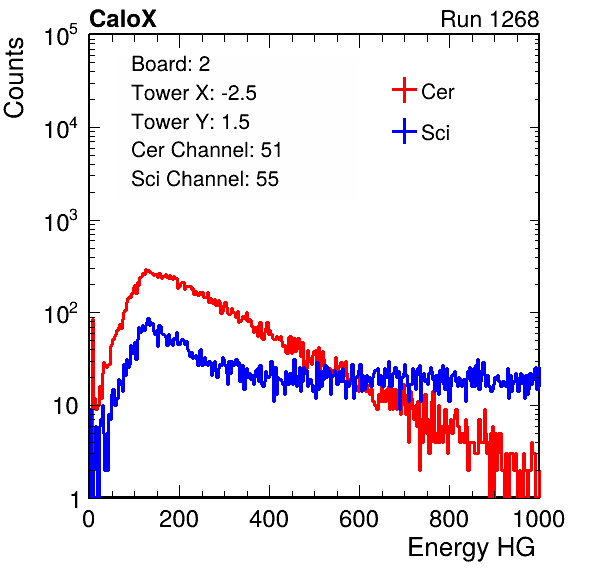 CaloX Run 1268
Counts
10^5
10^4
10^3
10^2
10
1
Board: 2
Tower X: -2.5
Tower Y: 1.5
Cer Channel: 51
Sci Channel: 55
Cer
Sci
0 200 400 600 800 1000
Energy HG